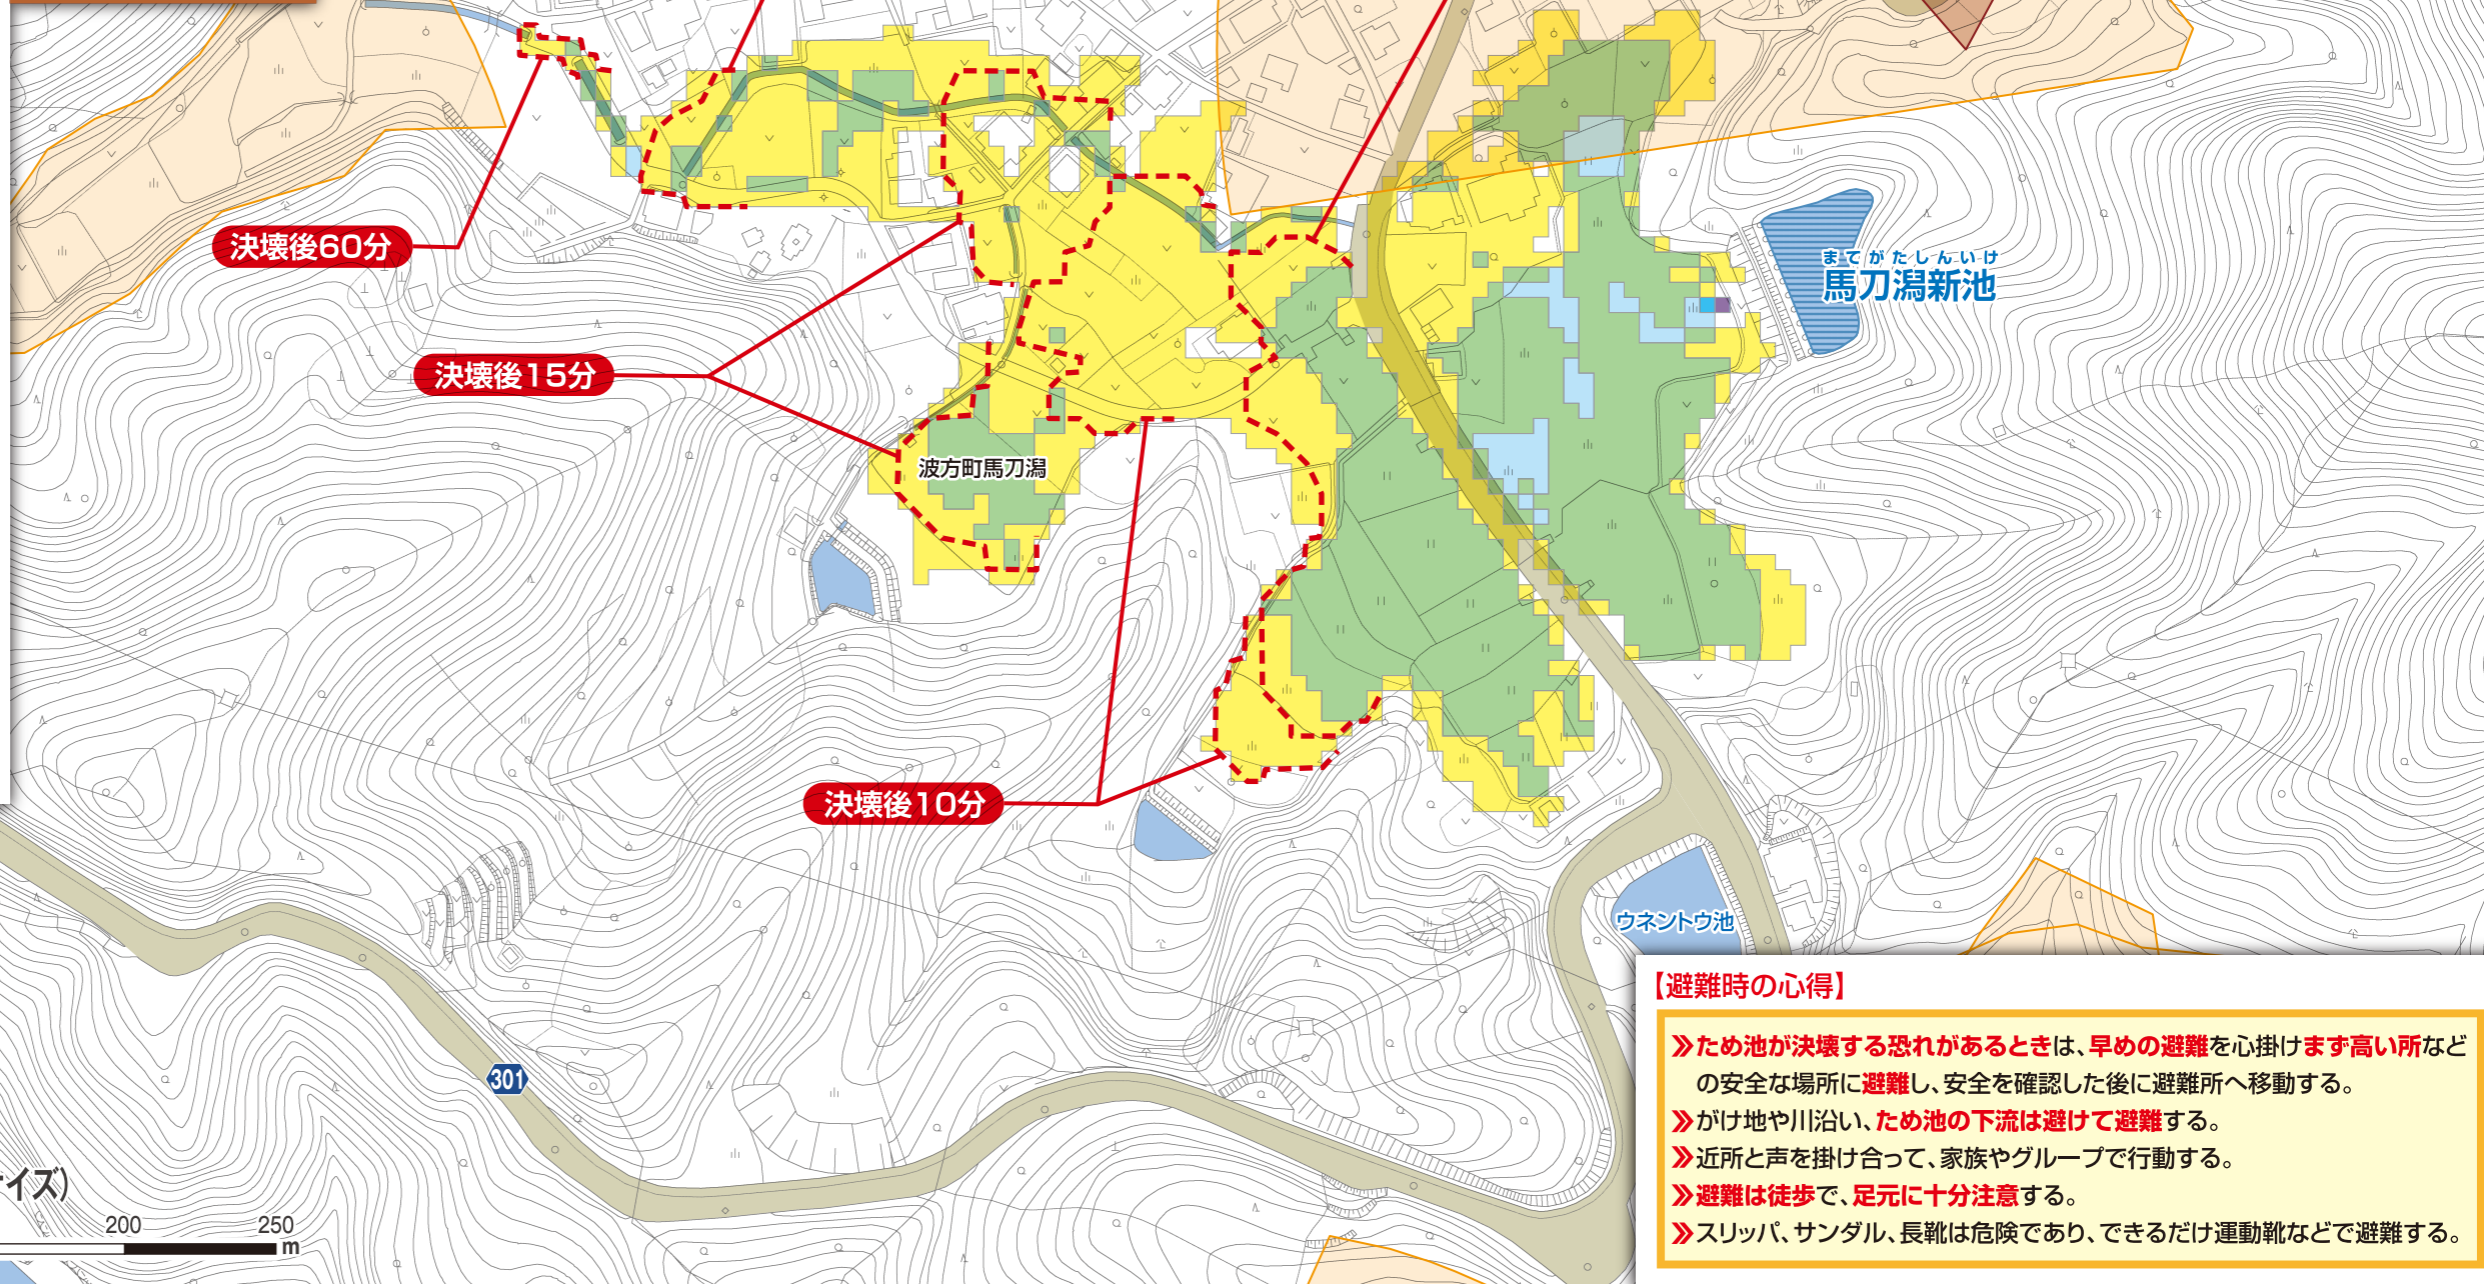 決壊後60分
まてがたしんいけ
馬刀潟新池
決壊後15分
波方町馬刀潟
決壊後10分
ウネントウ池
301
イズ)
200
250
m
【避難時の心得】
≫ため池が決壊する恐れがあるときは、早めの避難を心掛けまず高い所など
の安全な場所に避難し、安全を確認した後に避難所へ移動する。
≫がけ地や川沿い、ため池の下流は避けて避難する。
≫近所と声を掛け合って、家族やグループで行動する。
≫避難は徒歩で、足元に十分注意する。
≫スリッパ、サンダル、長靴は危険であり、できるだけ運動靴などで避難する。